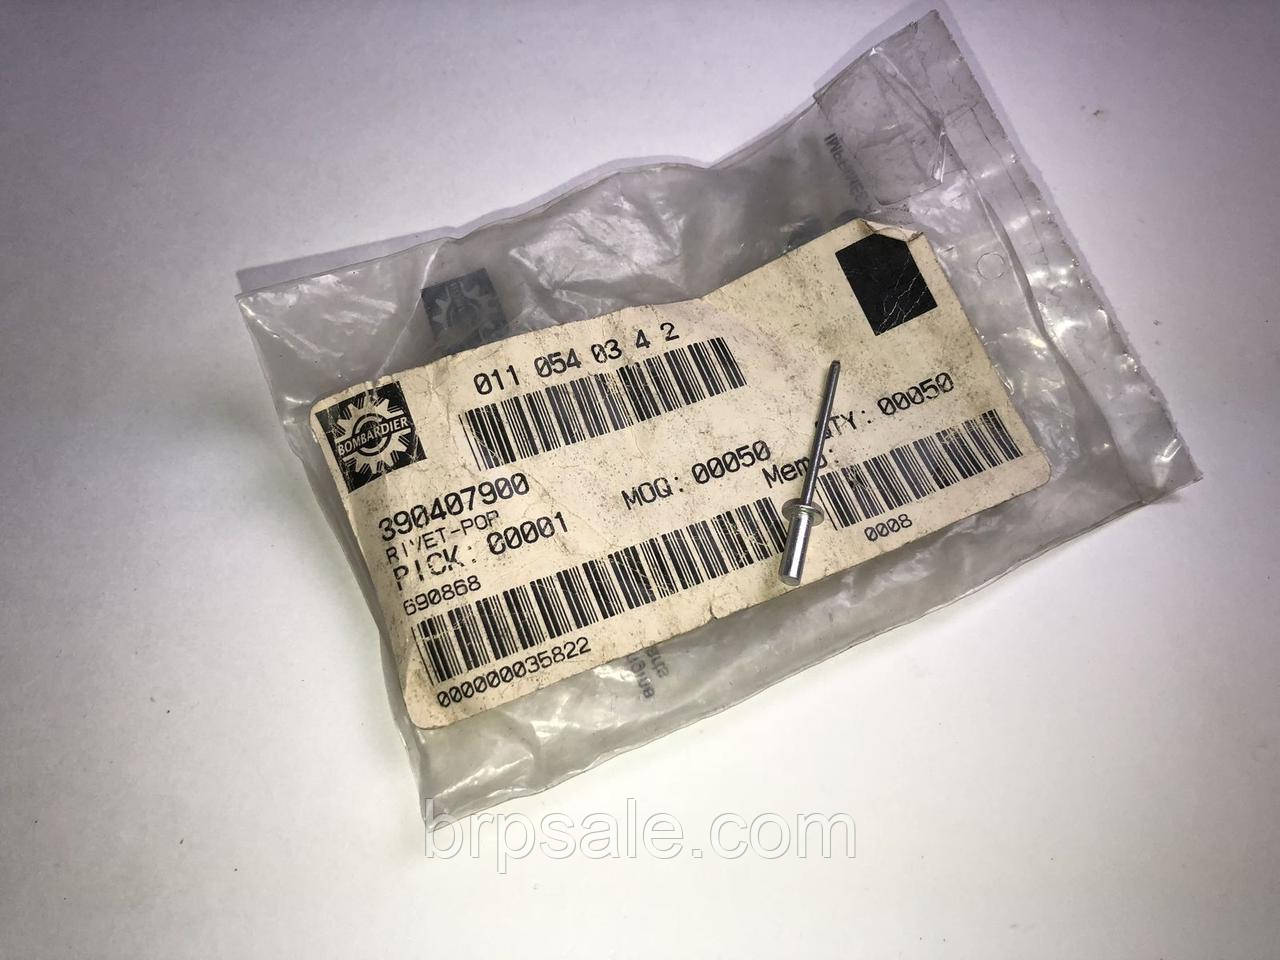 011 054 03 4 2
BOMBARDIER
390407900
RIVET-POP
PICK: 00001
MOQ: 00050
QTY: 00050
Memo:
690868
0008
000000035822
brpsale.com